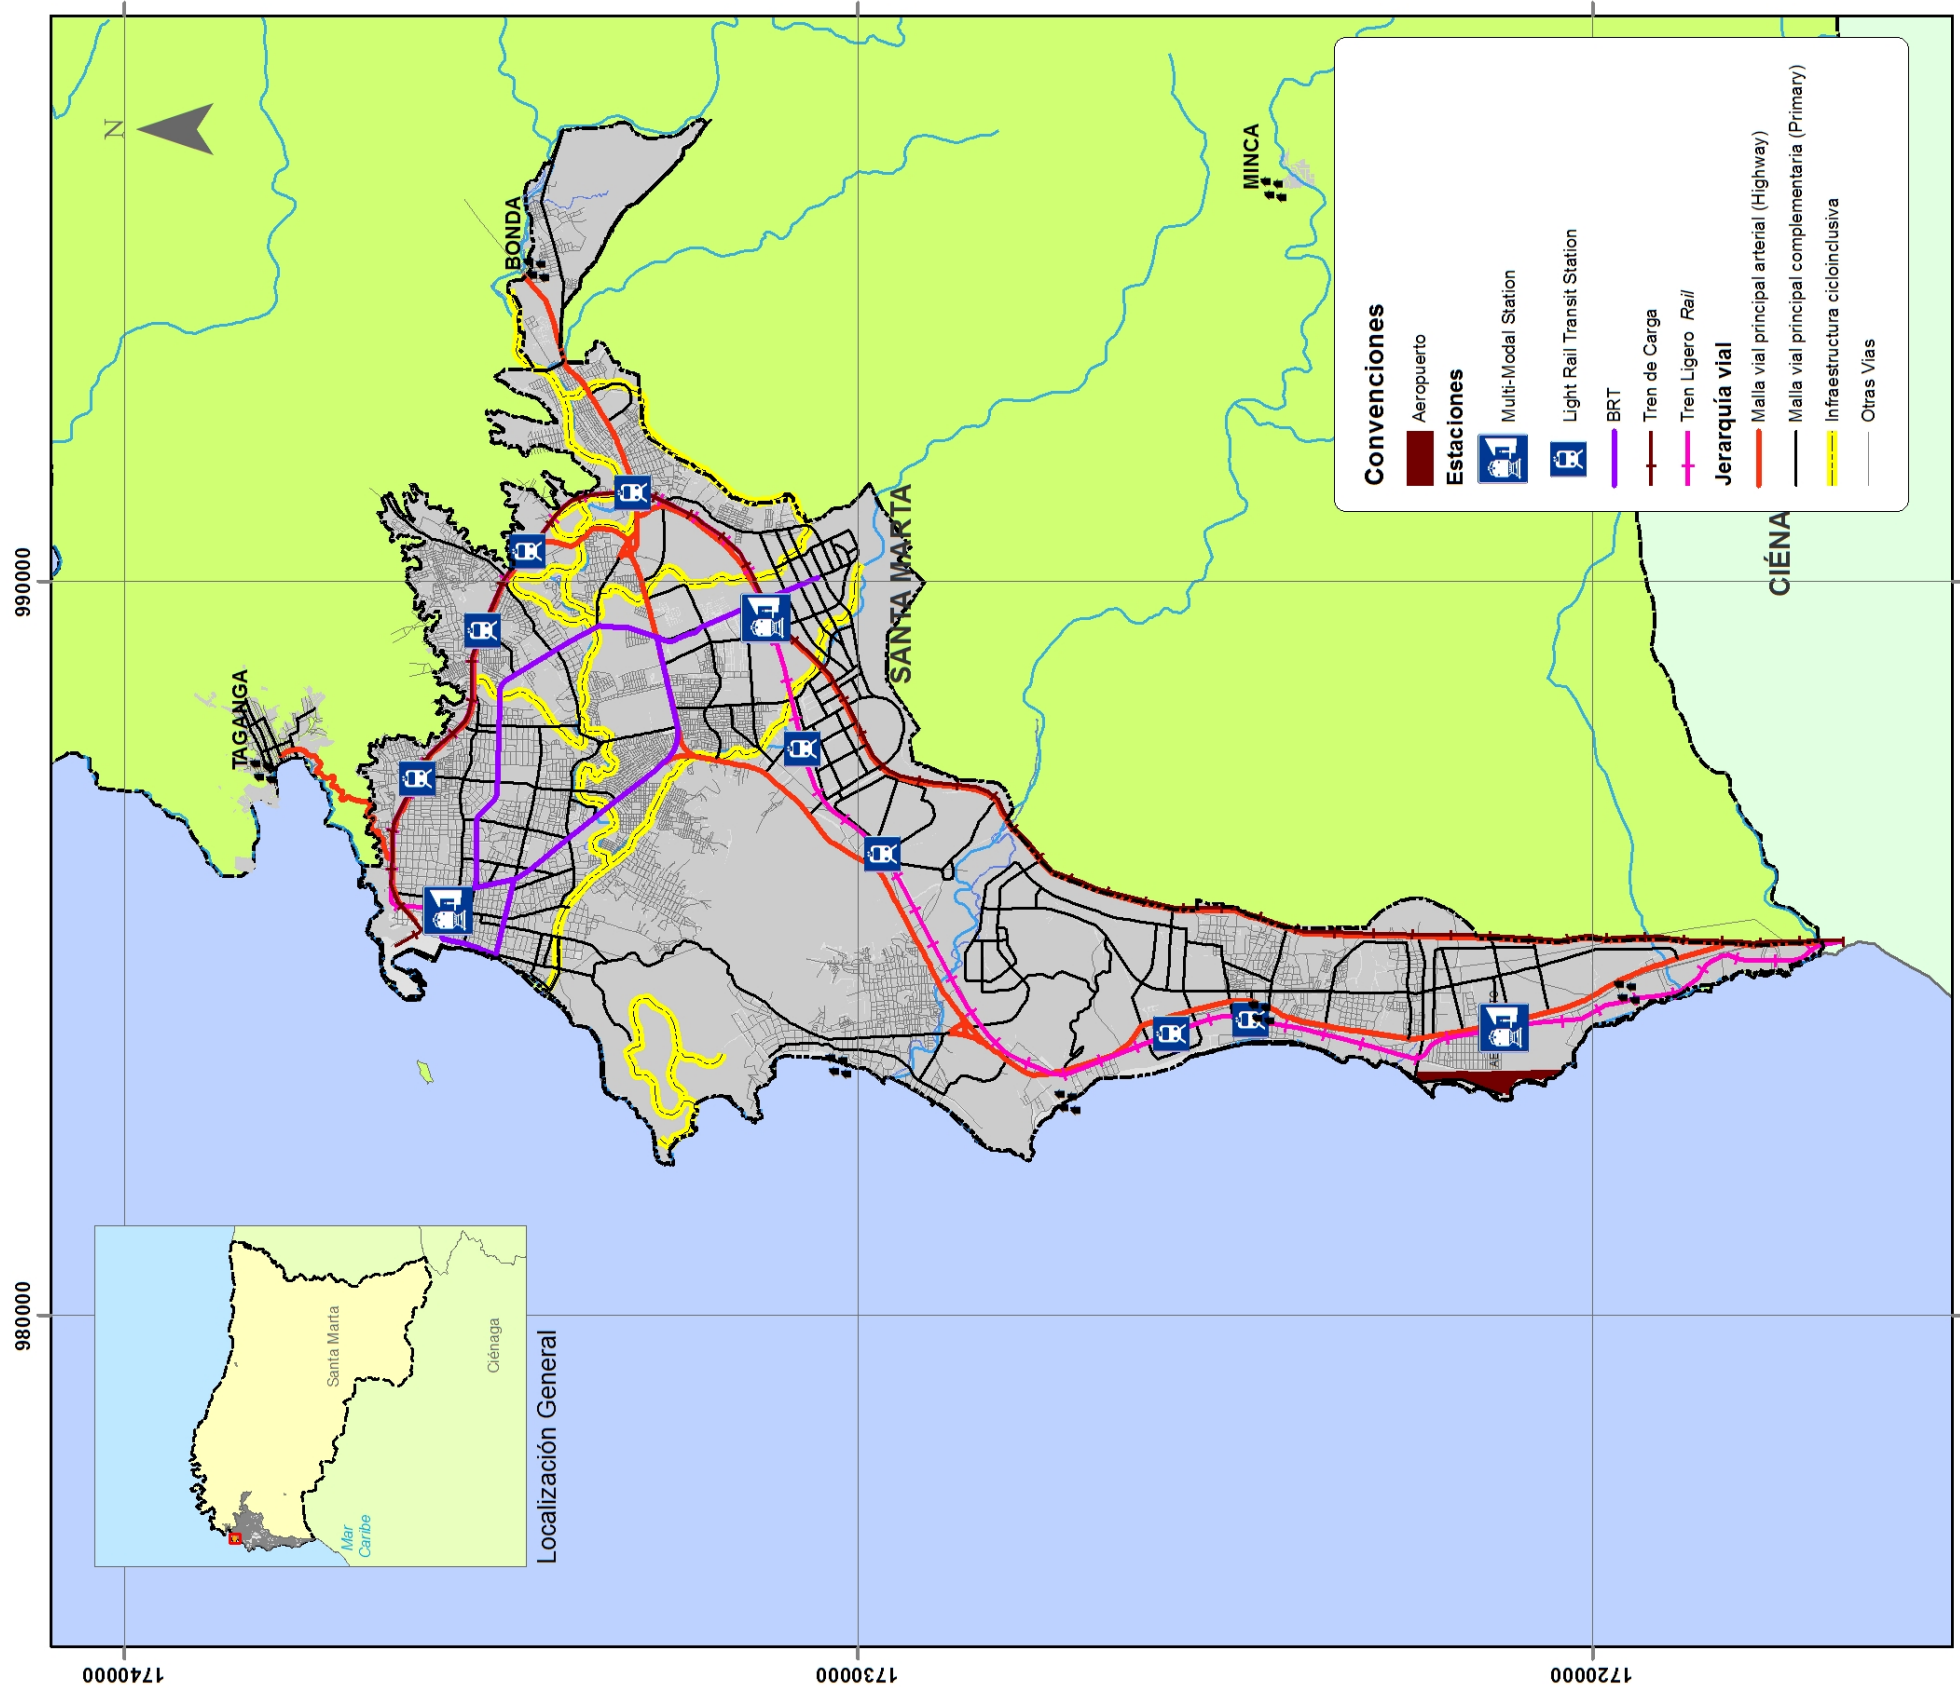 N
990000
980000
1740000
1730000
1720000
TAGANGA
BONDA
MINCA
SANTA MARTA
CIÉNA
Convenciones
Aeropuerto
Estaciones
Multi-Modal Station
Light Rail Transit Station
BRT
Tren de Carga
Tren Ligero Rail
Jerarquía vial
Malla vial principal arterial (Highway)
Malla vial principal complementaria (Primary)
Infraestructura cicloinclusiva
Otras Vias
Santa Marta
Ciénaga
Mar
Caribe
Localización General